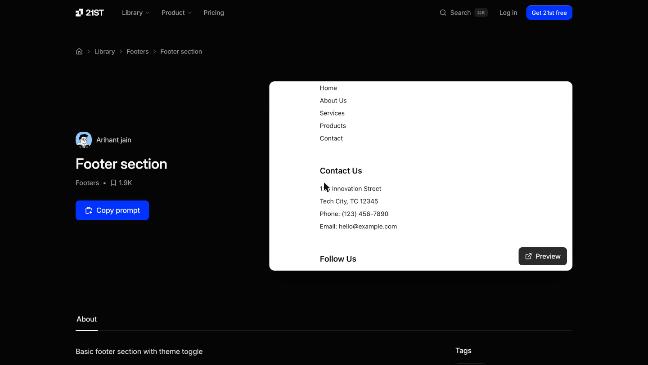 21ST
Library
Product
Pricing
Search
⌘K
Log in
Get 21st free
Library
Footers
Footer section
Arihant jain
Footer section
Footers • 1.9K
Copy prompt
Home
About Us
Services
Products
Contact
Contact Us
Innovation Street
Tech City, TC 12345
Phone: (123) 456-7890
Email: hello@example.com
Follow Us
Preview
About
Basic footer section with theme toggle
Tags